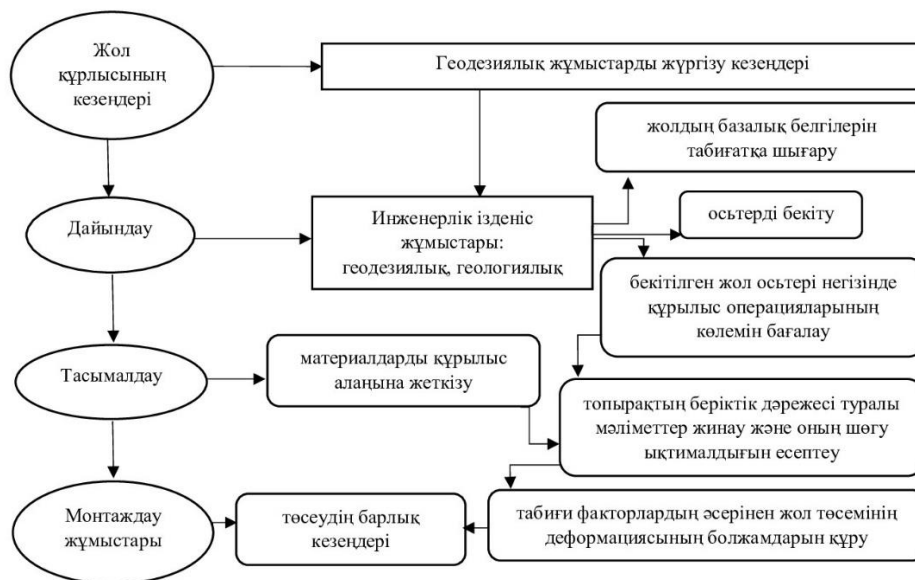 Жол
құрлысының
кезеңдері
Геодезиялық жұмыстарды жүргізу кезеңдері
жолдың базалық белгілерін
табиғатқа шығару
Дайындау
Инженерлік ізденіс
жұмыстары:
геодезиялық, геологиялық
осьтерді бекіту
бекітілген жол осьтері негізінде
құрылыс операцияларының
көлемін бағалау
Тасымалдау
материалдарды құрылыс
алаңына жеткізу
топырақтың беріктік дәрежесі туралы
мәліметтер жинау және оның шөгу
ықтималдығын есептеу
Монтаждау
жұмыстары
төсеудің барлық
кезеңдері
табиғи факторлардың әсерінен жол төсемінің
деформациясының болжамдарын құру